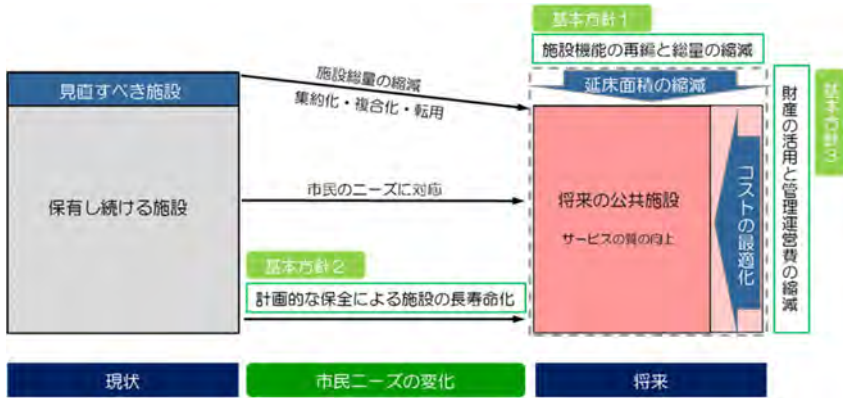 基本方針1
施設機能の再編と総量の縮減
見直すべき施設
施設総量の縮減
集約化・複合化・転用
延床面積の縮減
保有し続ける施設
市民のニーズに対応
将来の公共施設
サービスの質の向上
コストの最適化
財産の活用と管理運営費の縮減
基本方針3
基本方針2
計画的な保全による施設の長寿命化
現状
市民ニーズの変化
将来